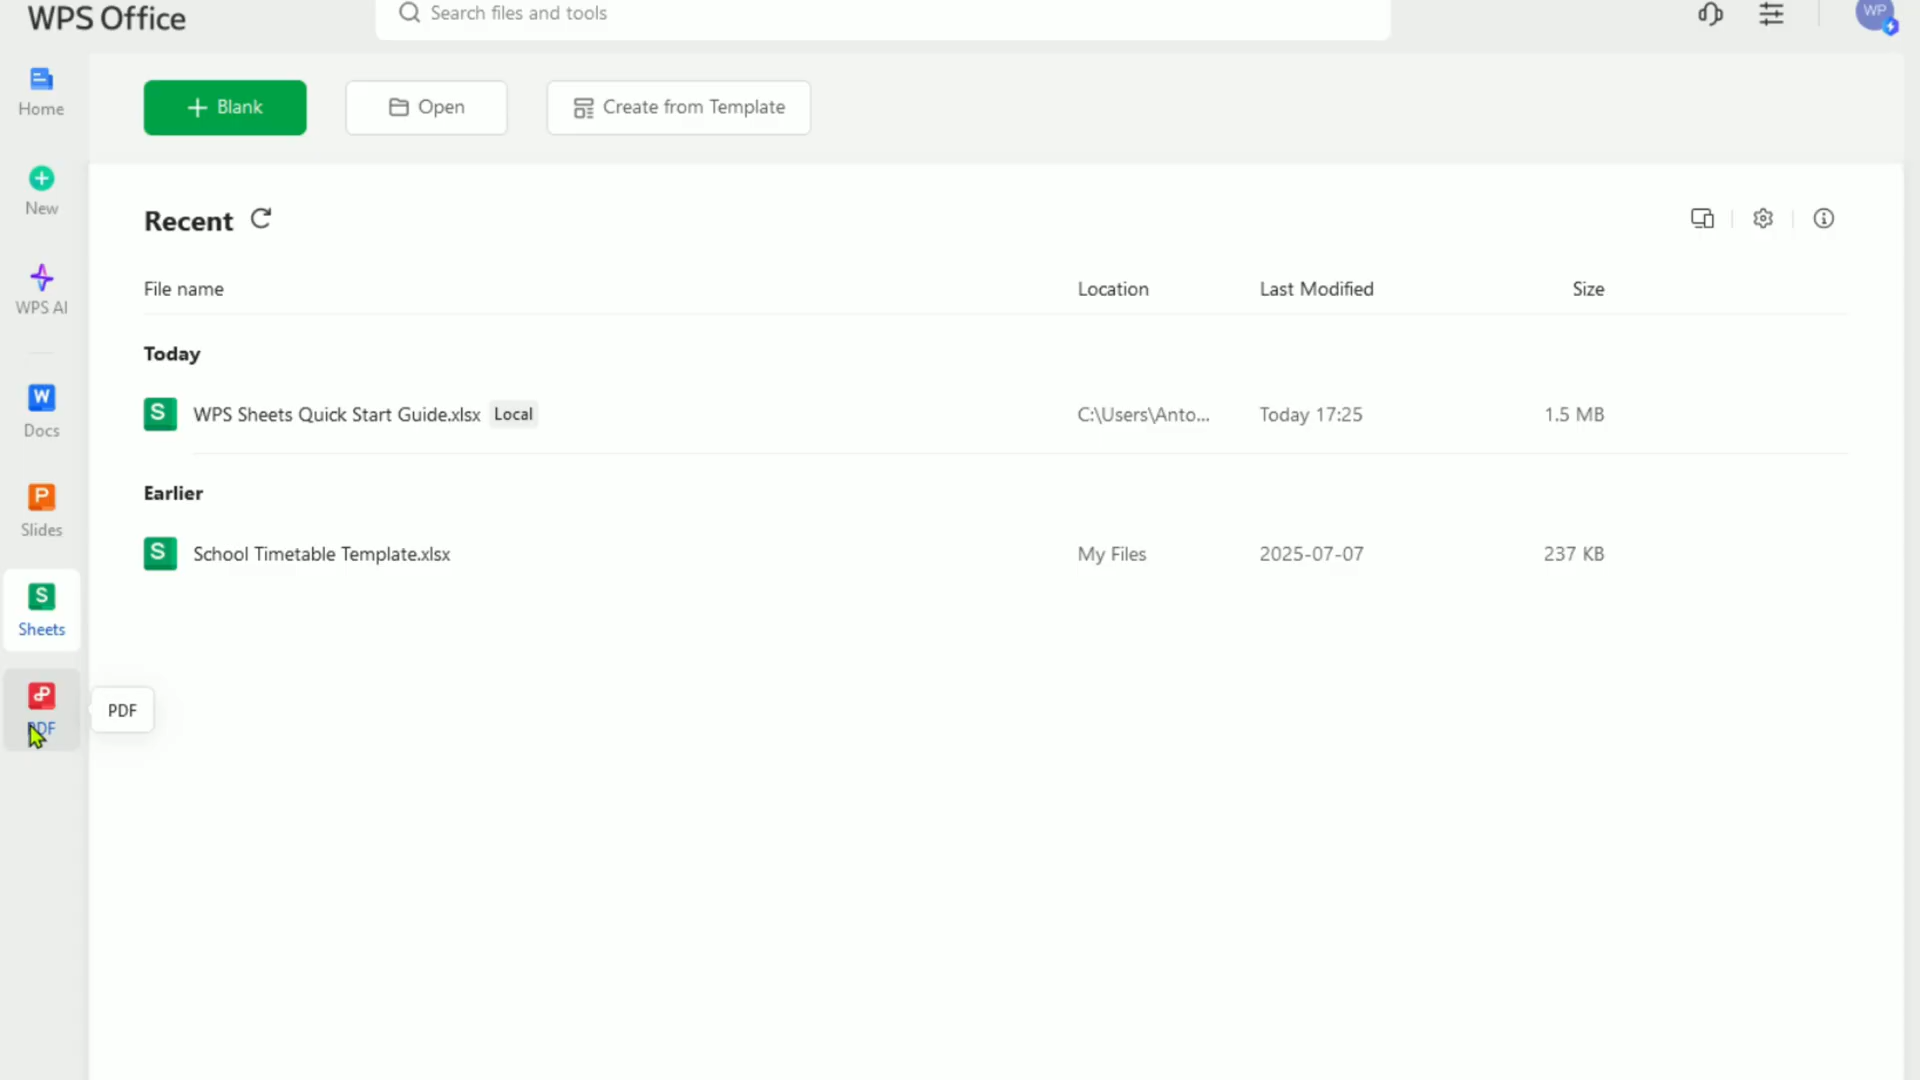 WPS Office
Search files and tools
WP
Home
Blank
Open
Create from Template
New
Recent
WPS AI
File name Location Last Modified Size
Today
W
Docs
S WPS Sheets Quick Start Guide.xlsx Local C:\Users\Anto... Today 17:25 1.5 MB
Earlier
P
Slides
S School Timetable Template.xlsx My Files 2025-07-07 237 KB
S
Sheets
P
PDF
PDF